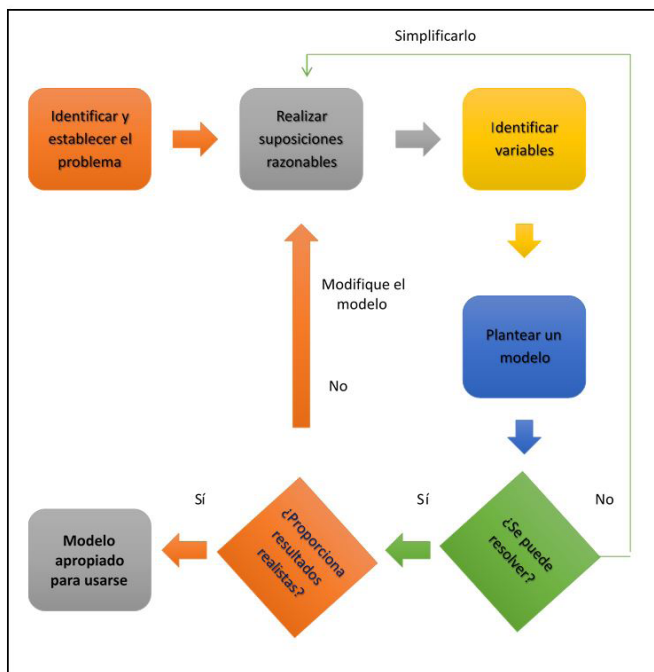 Simplificarlo
Identificar y
establecer el
problema
Realizar
suposiciones
razonables
Identificar
variables
Modifique el
modelo
No
Plantear un
modelo
Sí
Modelo
apropiado
para usarse
¿Proporciona
resultados
realistas?
Sí
¿Se puede
resolver?
No